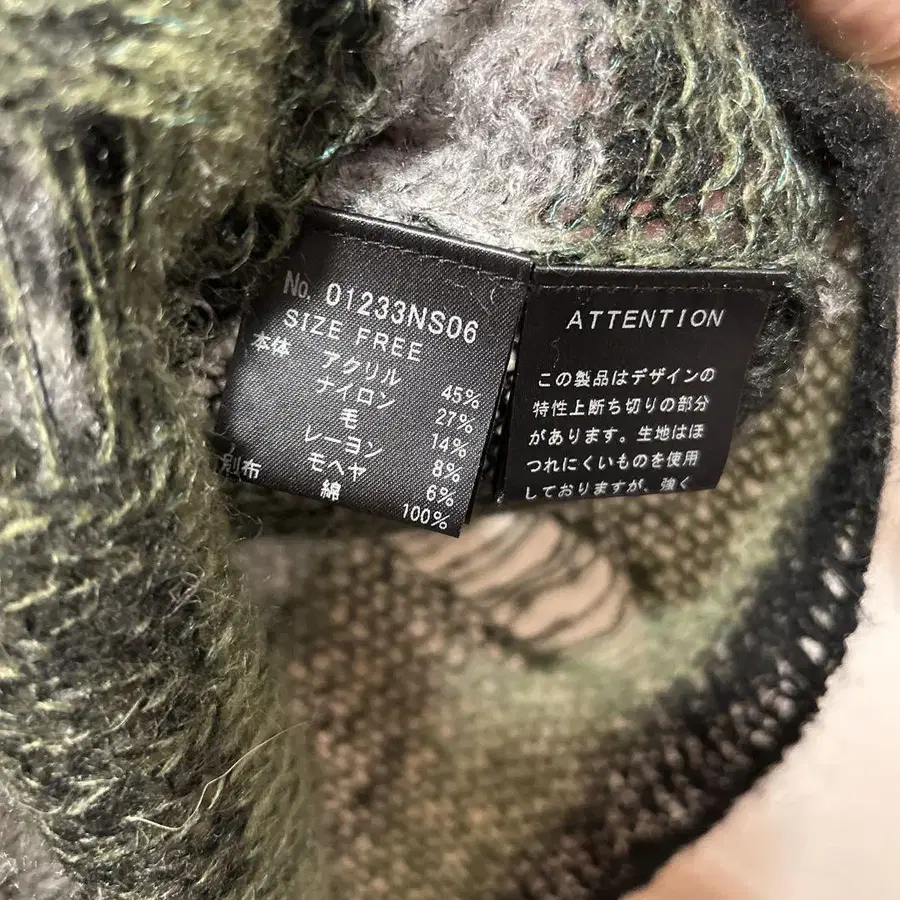 No. 01233NS06
SIZE FREE
本体 アクリル 45%
ナイロン 27%
毛 14%
レーヨン 8%
モヘヤ 6%
別布 綿 100%
ATTENTION
この製品はデザインの
特性上断ち切りの部分
があります。生地はほ
つれにくいものを使用
しておりますが、強く